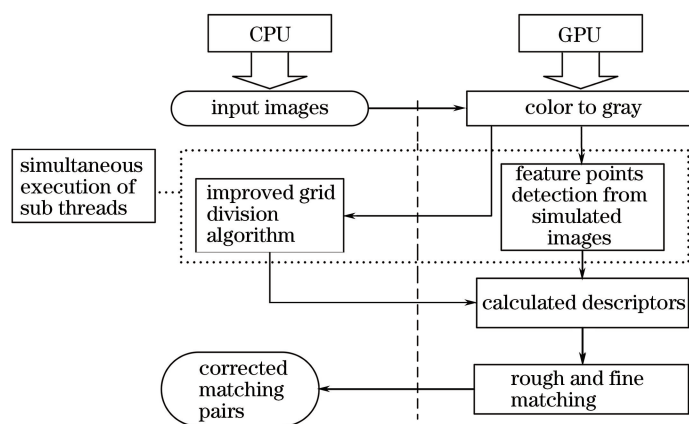 CPU
GPU
input images
color to gray
simultaneous
execution of
sub threads
improved grid
division
algorithm
feature points
detection from
simulated
images
calculated descriptors
corrected
matching
pairs
rough and fine
matching